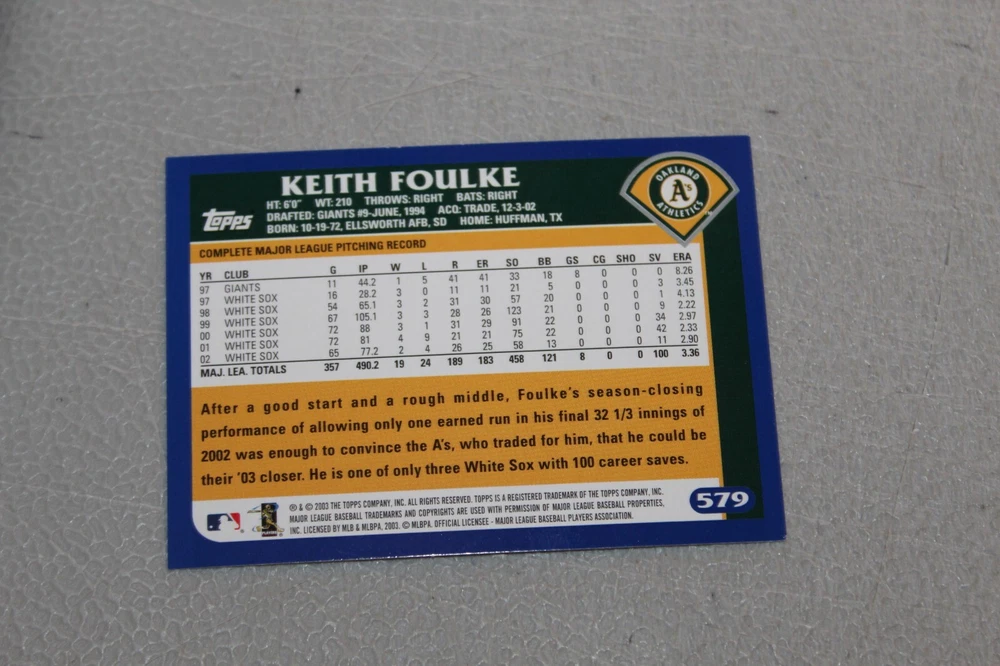 KEITH FOULKE
HT: 6'0" WT: 210 THROWS: RIGHT BATS: RIGHT
DRAFTED: GIANTS #9-JUNE, 1994 ACQ: TRADE, 12-3-02
BORN: 10-19-72, ELLSWORTH AFB, SD HOME: HUFFMAN, TX
Topps
OAKLAND
A's
ATHLETICS
COMPLETE MAJOR LEAGUE PITCHING RECORD
YR CLUB G IP W L R ER SO BB GS CG SHO SV ERA
97 GIANTS 11 44.2 1 5 41 41 33 18 8 0 0 0 8.26
97 WHITE SOX 16 28.2 3 0 11 11 21 5 0 0 0 3 3.45
98 WHITE SOX 54 65.1 3 2 31 30 57 20 0 0 0 1 4.13
99 WHITE SOX 67 105.1 3 3 28 26 123 21 0 0 0 9 2.22
00 WHITE SOX 72 88 3 1 31 29 91 22 0 0 0 34 2.97
01 WHITE SOX 72 81 4 9 21 21 75 22 0 0 0 42 2.33
02 WHITE SOX 65 77.2 2 4 26 25 58 13 0 0 0 11 2.90
MAJ. LEA. TOTALS 357 490.2 19 24 189 183 458 121 8 0 0 100 3.36
After a good start and a rough middle, Foulke's season-closing
performance of allowing only one earned run in his final 32 1/3 innings of
2002 was enough to convince the A's, who traded for him, that he could be
their '03 closer. He is one of only three White Sox with 100 career saves.
® & © 2003 THE TOPPS COMPANY, INC. ALL RIGHTS RESERVED. TOPPS IS A REGISTERED TRADEMARK OF THE TOPPS COMPANY, INC.
MAJOR LEAGUE BASEBALL TRADEMARKS AND COPYRIGHTS ARE USED WITH PERMISSION OF MAJOR LEAGUE BASEBALL PROPERTIES,
INC. LICENSED BY MLB & MLBPA, 2003. © MLBPA. OFFICIAL LICENSEE - MAJOR LEAGUE BASEBALL PLAYERS ASSOCIATION.
579